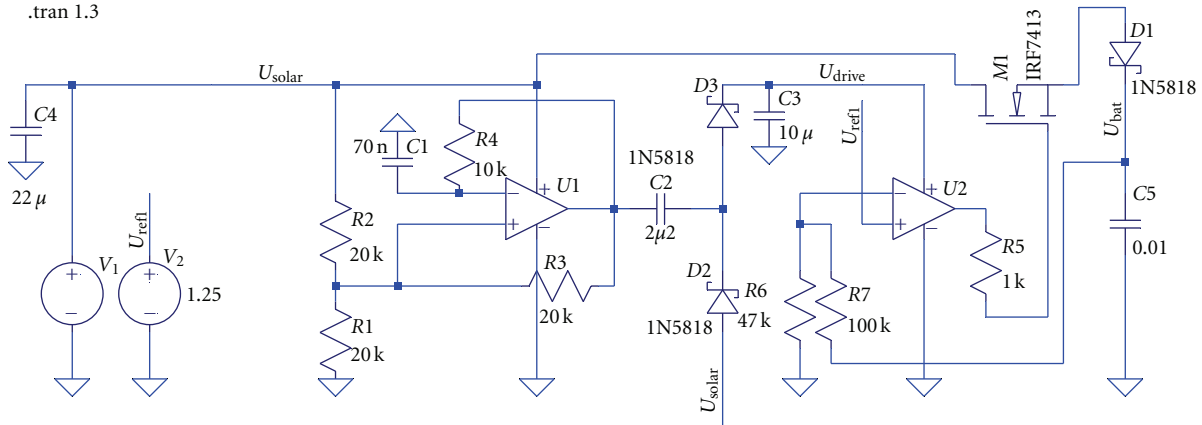 .tran 1.3
U_solar
C4
22 μ
V1
U_ref1
V2
1.25
R2
20 k
R1
20 k
70 n
C1
R4
10 k
U1
R3
20 k
1N5818
C2
2μ2
D3
C3
10 μ
D2
1N5818
U_solar
U_drive
U_ref1
U2
R6
47 k
R7
100 k
R5
1 k
M1
IRF7413
D1
1N5818
U_bat
C5
0.01